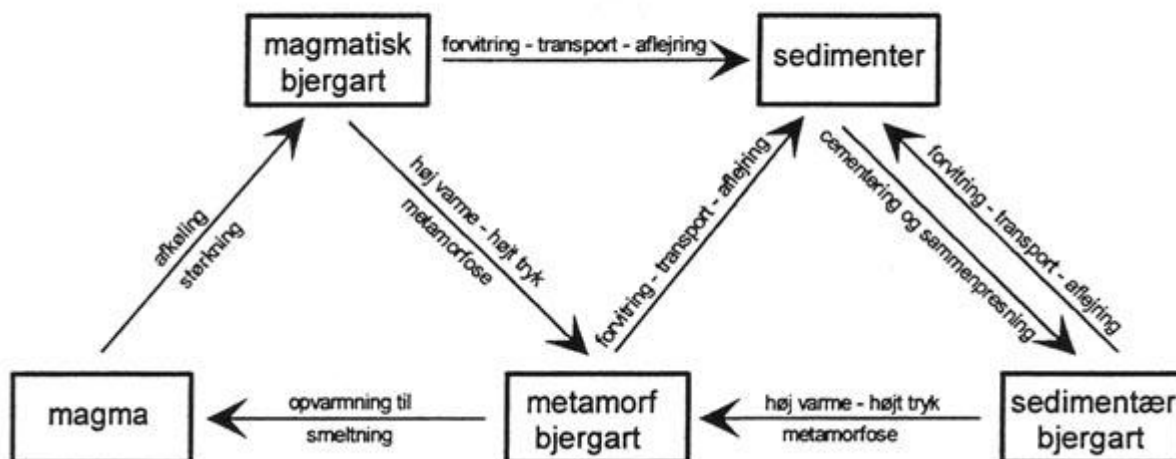 magmatisk
bjergart
forvitring - transport - aflejring
sedimenter
afkøling
størkning
høj varme - højt tryk
metamorfose
forvitring - transport - aflejring
cementering og sammenpresning
forvitring - transport - aflejring
magma
opvarmning til
smeltning
metamorf
bjergart
høj varme - højt tryk
metamorfose
sedimentær
bjergart